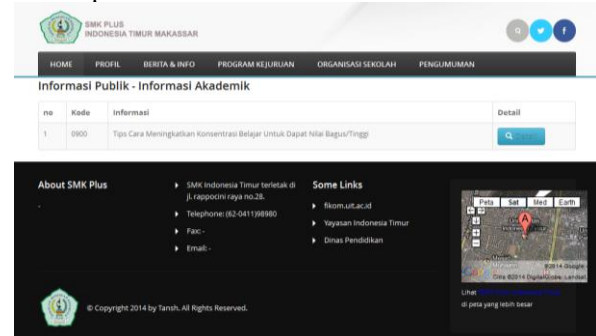 SMK PLUS
INDONESIA TIMUR MAKASSAR
HOME PROFIL BERITA & INFO PROGRAM KEJURUAN ORGANISASI SEKOLAH PENGUMUMAN
Informasi Publik - Informasi Akademik
no Kode Informasi Detail
1 0900 Tips Cara Meningkatkan Konsentrasi Belajar Untuk Dapat Nilai Bagus/Tinggi
About SMK Plus
-
SMK Indonesia Timur terletak di
jl. rappocini raya no.28.
Telephone: (62-0411)98980
Fax: -
Email: -
Some Links
fikom.uit.ac.id
Yayasan Indonesia Timur
Dinas Pendidikan
Peta Sat Med Earth
A
©2014 Google
Lihat
di peta yang lebih besar
© Copyright 2014 by Tansh. All Rights Reserved.